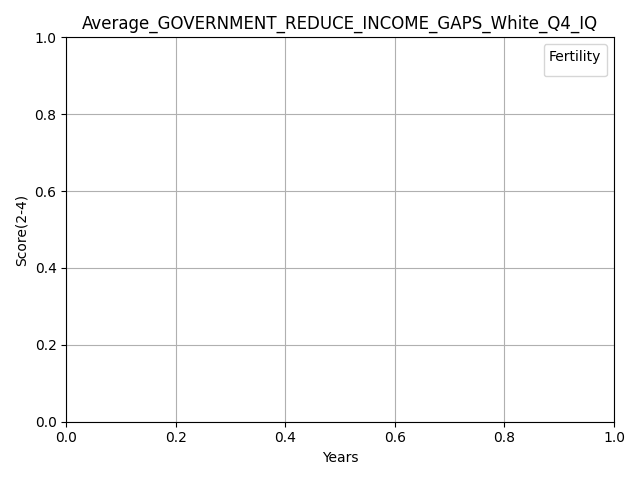 Average_GOVERNMENT_REDUCE_INCOME_GAPS_White_Q4_IQ
Fertility
Score(2-4)
1.0
0.8
0.6
0.4
0.2
0.0
0.0 0.2 0.4 0.6 0.8 1.0
Years